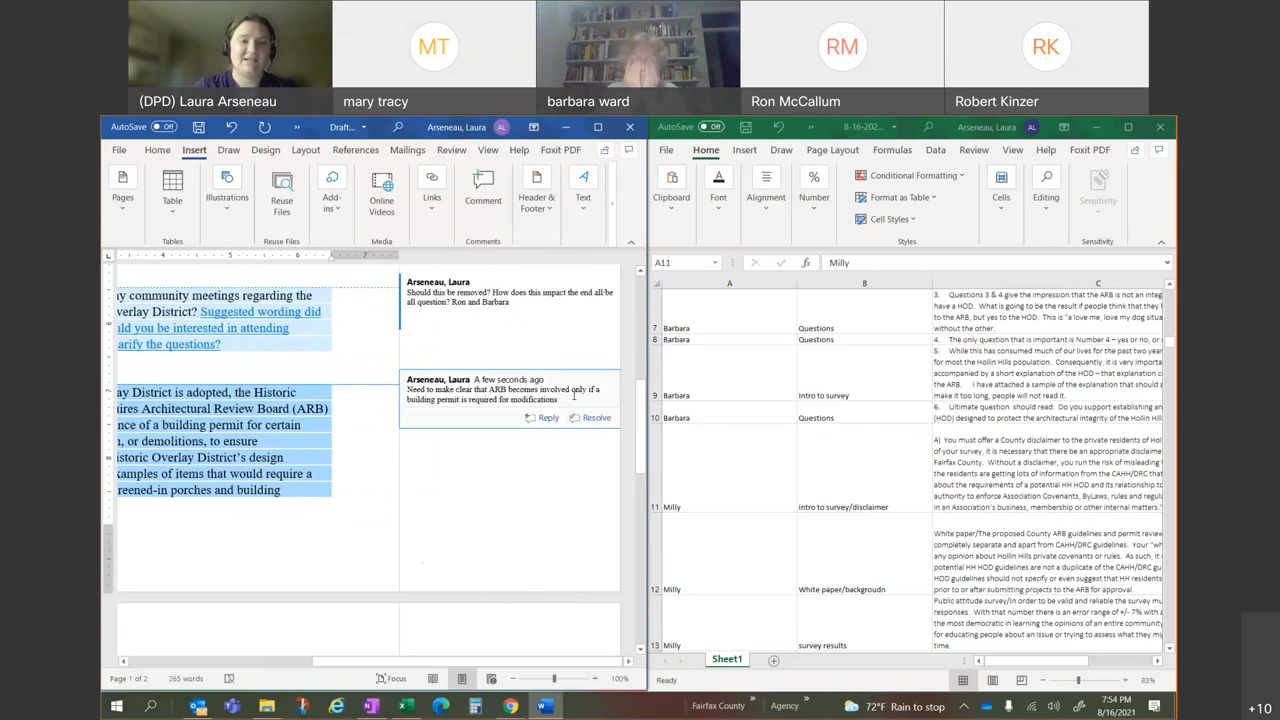 MT
RM
RK
(DPD) Laura Arseneau
mary tracy
barbara ward
Ron McCallum
Robert Kinzer
AutoSave Off
Draft...
Arseneau, Laura AL
File Home Insert Draw Design Layout References Mailings Review View Help Foxit PDF
Pages
Table
Illustrations
Reuse Files
Add-ins
Online Videos
Links
Comment
Header & Footer
Text
Tables
Reuse Files
Media
Comments
4 5 6 7
ny community meetings regarding the
overlay District? Suggested wording did
uld you be interested in attending
larify the questions?
ay District is adopted, the Historic
uires Architectural Review Board (ARB)
nce of a building permit for certain
n, or demolitions, to ensure
istoric Overlay District's design
xamples of items that would require a
reened-in porches and building
Arseneau, Laura
Should this be removed? How does this impact the end all/be
all question? Ron and Barbara
Arseneau, Laura A few seconds ago
Need to make clear that ARB becomes involved only if a
building permit is required for modifications
Reply Resolve
Page 1 of 2 265 words
Focus
100%
AutoSave Off
8-16-202...
Arseneau, Laura AL
File Home Insert Draw Page Layout Formulas Data Review View Help Foxit PDF
Clipboard
Font
Alignment
Number
Conditional Formatting
Format as Table
Cell Styles
Cells
Editing
Sensitivity
Styles
Sensitivity
A11
fx
Milly
A B C
3. Questions 3 & 4 give the impression that the ARB is not an integ
have a HOD. What is going to be the result if people think that they
to the ARB, but yes to the HOD. This is "a love me, love my dog situa
without the other.
7 Barbara Questions
8 Barbara Questions 4. The only question that is important is Number 4 – yes or no, or
5. While this has consumed much of our lives for the past two year
for most the Hollin Hills population. Consequently, it is very importa
accompanied by a short explanation of the HOD – that explanation ca
the ARB. I have attached a sample of the explanation that should a
make it too long, people will not read it.
9 Barbara Intro to survey
10 Barbara Questions
6. Ultimate question should read: Do you support establishing an
(HOD) designed to protect the architectural integrity of the Hollin Hil
A) You must offer a County disclaimer to the private residents of Hol
of your survey, it is necessary that there be an appropriate disclaime
Fairfax County. Without a disclaimer, you run the risk of misleading
the residents are getting lots of information from the CAHH/DRC that
about the requirements of a potential HH HOD and its relationship to
authority to enforce Association Covenants, ByLaws, rules and regula
in an Association's business, membership or other internal matters."
11 Milly intro to survey/disclaimer
White paper/The proposed County ARB guidelines and permit review
completely separate and apart from CAHH/DRC guidelines. Your "wh
any opinion about Hollin Hills private covenants or rules. As such, it i
potential HH HOD guidelines are not a duplicate of the CAHH/DRC gu
HOD guidelines should not specify or even suggest that HH residents
prior to or after submitting projects to the ARB for approval.
12 Milly White paper/backgroudn
Public attitude survey/In order to be valid and reliable the survey mu
responses. With that number there is an error range of +/- 7% with
the most democratic in learning the opinions of an entire community
for educating people about an issue or trying to assess what they mig
time.
13 Milly survey results
Sheet1
Ready
83%
Fairfax County
Agency
72°F Rain to stop
7:54 PM
8/16/2021
+10